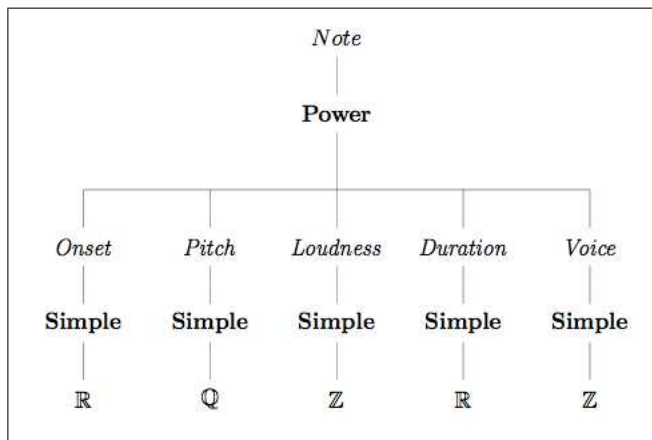 Note
Power
Onset Pitch Loudness Duration Voice
Simple Simple Simple Simple Simple
ℝ ℚ ℤ ℝ ℤ